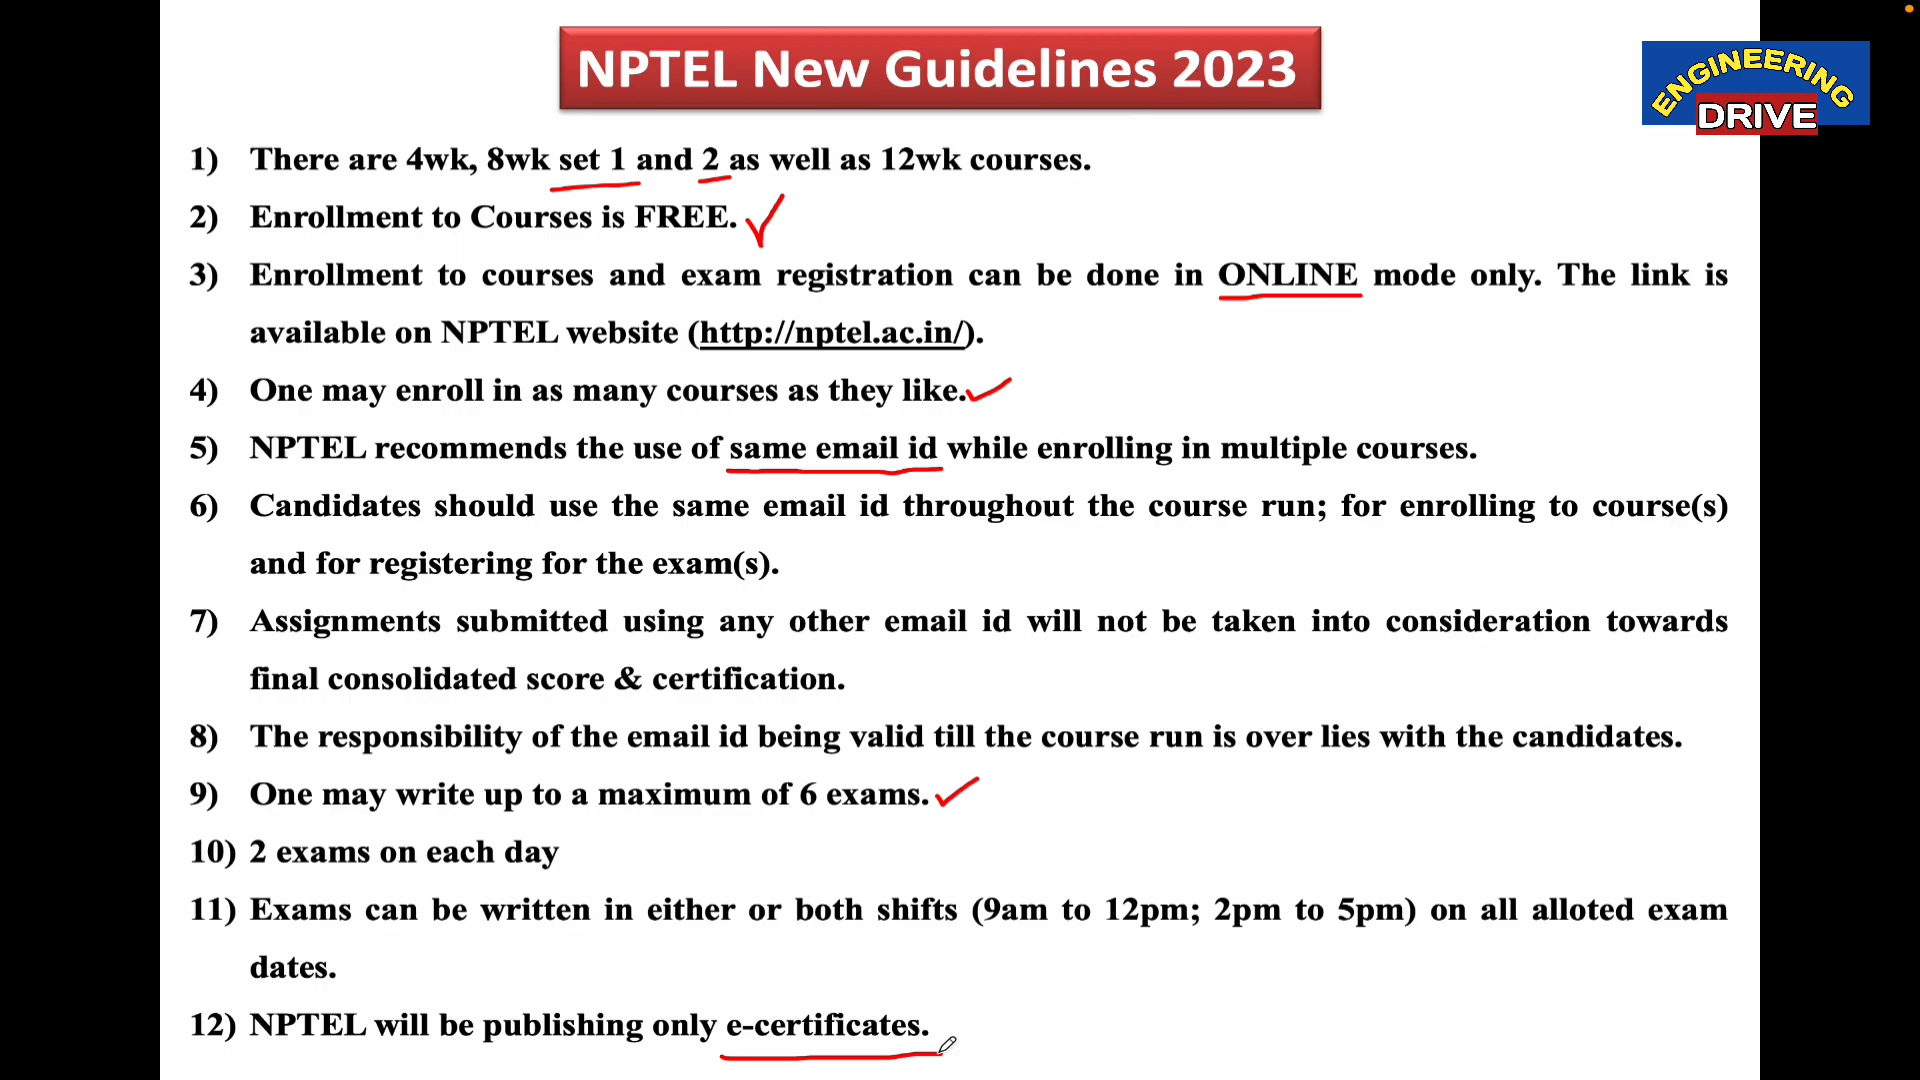 NPTEL New Guidelines 2023
ENGINEERING
DRIVE
1) There are 4wk, 8wk set 1 and 2 as well as 12wk courses.
2) Enrollment to Courses is FREE.
3) Enrollment to courses and exam registration can be done in ONLINE mode only. The link is
available on NPTEL website (http://nptel.ac.in/).
4) One may enroll in as many courses as they like.
5) NPTEL recommends the use of same email id while enrolling in multiple courses.
6) Candidates should use the same email id throughout the course run; for enrolling to course(s)
and for registering for the exam(s).
7) Assignments submitted using any other email id will not be taken into consideration towards
final consolidated score & certification.
8) The responsibility of the email id being valid till the course run is over lies with the candidates.
9) One may write up to a maximum of 6 exams.
10) 2 exams on each day
11) Exams can be written in either or both shifts (9am to 12pm; 2pm to 5pm) on all alloted exam
dates.
12) NPTEL will be publishing only e-certificates.